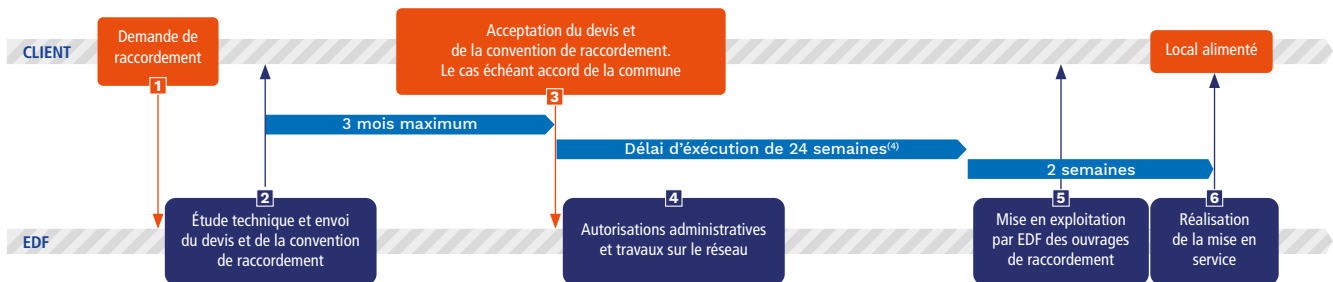 CLIENT
Demande de
raccordement
1
Acceptation du devis et
de la convention de raccordement.
Le cas échéant accord de la commune
3
Local alimenté
3 mois maximum
Délai d'éxécution de 24 semaines(4)
2 semaines
EDF
2
Étude technique et envoi
du devis et de la convention
de raccordement
4
Autorisations administratives
et travaux sur le réseau
5
Mise en exploitation
par EDF des ouvrages
de raccordement
6
Réalisation
de la mise en
service